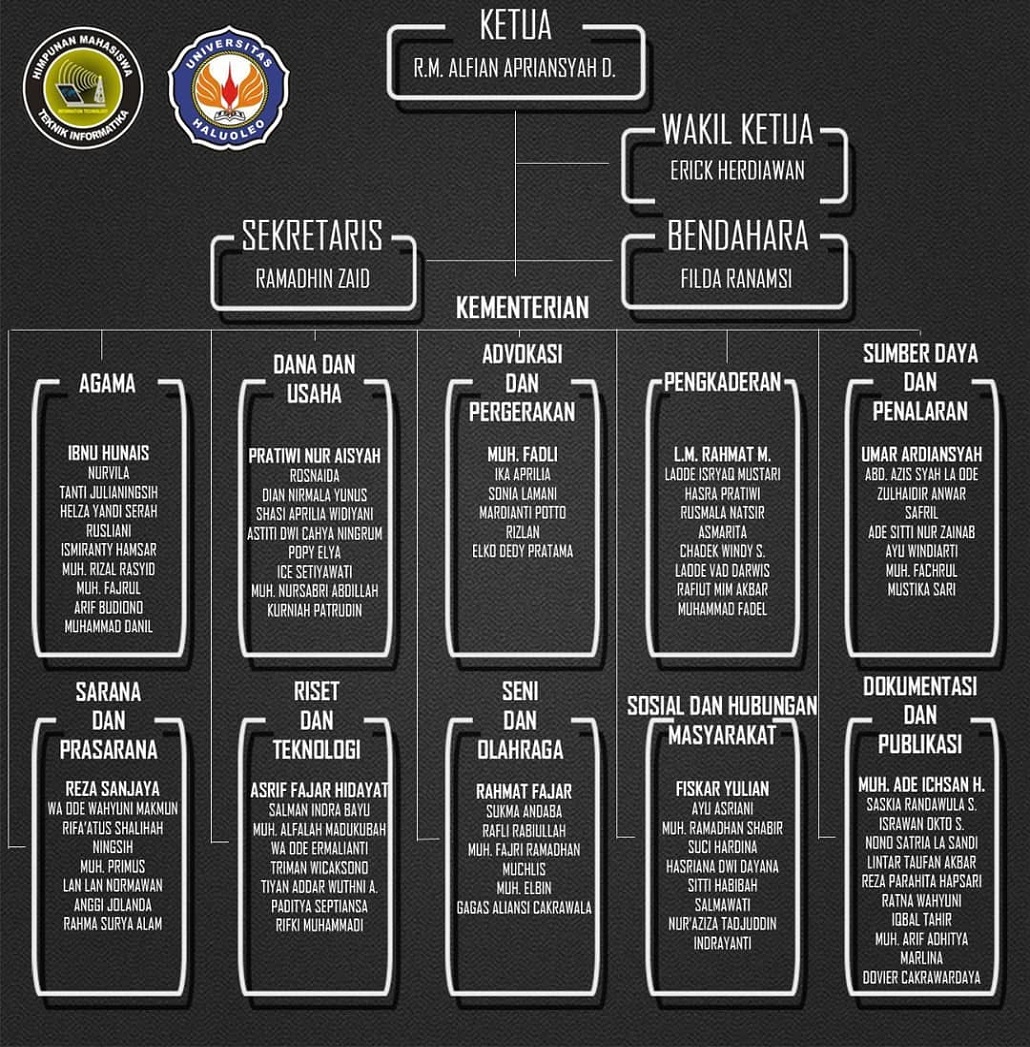 HIMPUNAN MAHASISWA
INFORMATION TECHNOLOGY
TEKNIK INFORMATIKA
UNIVERSITAS
HALUOLEO
KETUA
R.M. ALFIAN APRIANSYAH D.
WAKIL KETUA
ERICK HERDIAWAN
SEKRETARIS
RAMADHIN ZAID
BENDAHARA
FILDA RANAMSI
KEMENTERIAN
AGAMA
IBNU HUNAIS
NURVILA
TANTI JULIANINGSIH
HELZA YANDI SERAH
RUSLIANI
ISMIRANTY HAMSAR
MUH. RIZAL RASYID
MUH. FAJRUL
ARIF BUDIONO
MUHAMMAD DANIL
DANA DAN
USAHA
PRATIWI NUR AISYAH
ROSNAIDA
DIAN NIRMALA YUNUS
SHASI APRILIA WIDIYANI
ASTITI DWI CAHYA NINGRUM
POPY ELYA
ICE SETIYAWATI
MUH. NURSABRI ABDILLAH
KURNIAH PATRUDIN
ADVOKASI
DAN
PERGERAKAN
MUH. FADLI
IKA APRILIA
SONIA LAMANI
MARDIANTI POTTO
RIZLAN
ELKO DEDY PRATAMA
PENGKADERAN
L.M. RAHMAT M.
LAODE ISRYAD MUSTARI
HASRA PRATIWI
RUSMALA NATSIR
ASMARITA
CHADEK WINDY S.
LAODE VAD DARWIS
RAFIUT MIM AKBAR
MUHAMMAD FADEL
SUMBER DAYA
DAN
PENALARAN
UMAR ARDIANSYAH
ABD. AZIS SYAH LA ODE
ZULHAIDIR ANWAR
SAFRIL
ADE SITTI NUR ZAINAB
AYU WINDIARTI
MUH. FACHRUL
MUSTIKA SARI
SARANA
DAN
PRASARANA
REZA SANJAYA
WA ODE WAHYUNI MAKMUN
RIFA'ATUS SHALIHAH
NINGSIH
MUH. PRIMUS
LAN LAN NORMAWAN
ANGGI JOLANDA
RAHMA SURYA ALAM
RISET
DAN
TEKNOLOGI
ASRIF FAJAR HIDAYAT
SALMAN INDRA BAYU
MUH. ALFALAH MADUKUBAH
WA ODE ERMALIANTI
TRIMAN WICAKSONO
TIYAN ADDAR WUTHNI A.
PADITYA SEPTIANSA
RIFKI MUHAMMADI
SENI
DAN
OLAHRAGA
RAHMAT FAJAR
SUKMA ANDABA
RAFLI RABIULLAH
MUH. FAJRI RAMADHAN
MUCHLIS
MUH. ELBIN
GAGAS ALIANSI CAKRAWALA
SOSIAL DAN HUBUNGAN
MASYARAKAT
FISKAR YULIAN
AYU ASRIANI
MUH. RAMADHAN SHABIR
SUCI HARDINA
HASRIANA DWI DAYANA
SITTI HABIBAH
SALMAWATI
NUR'AZIZA TADJUDDIN
INDRAYANTI
DOKUMENTASI
DAN
PUBLIKASI
MUH. ADE ICHSAN H.
SASKIA RANDAWULA S.
ISRAWAN OKTO S.
NONO SATRIA LA SANDI
LINTAR TAUFAN AKBAR
REZA PARAHITA HAPSARI
RATNA WAHYUNI
IQBAL TAHIR
MUH. ARIF ADHITYA
MARLINA
DOVIER CAKRAWARDAYA